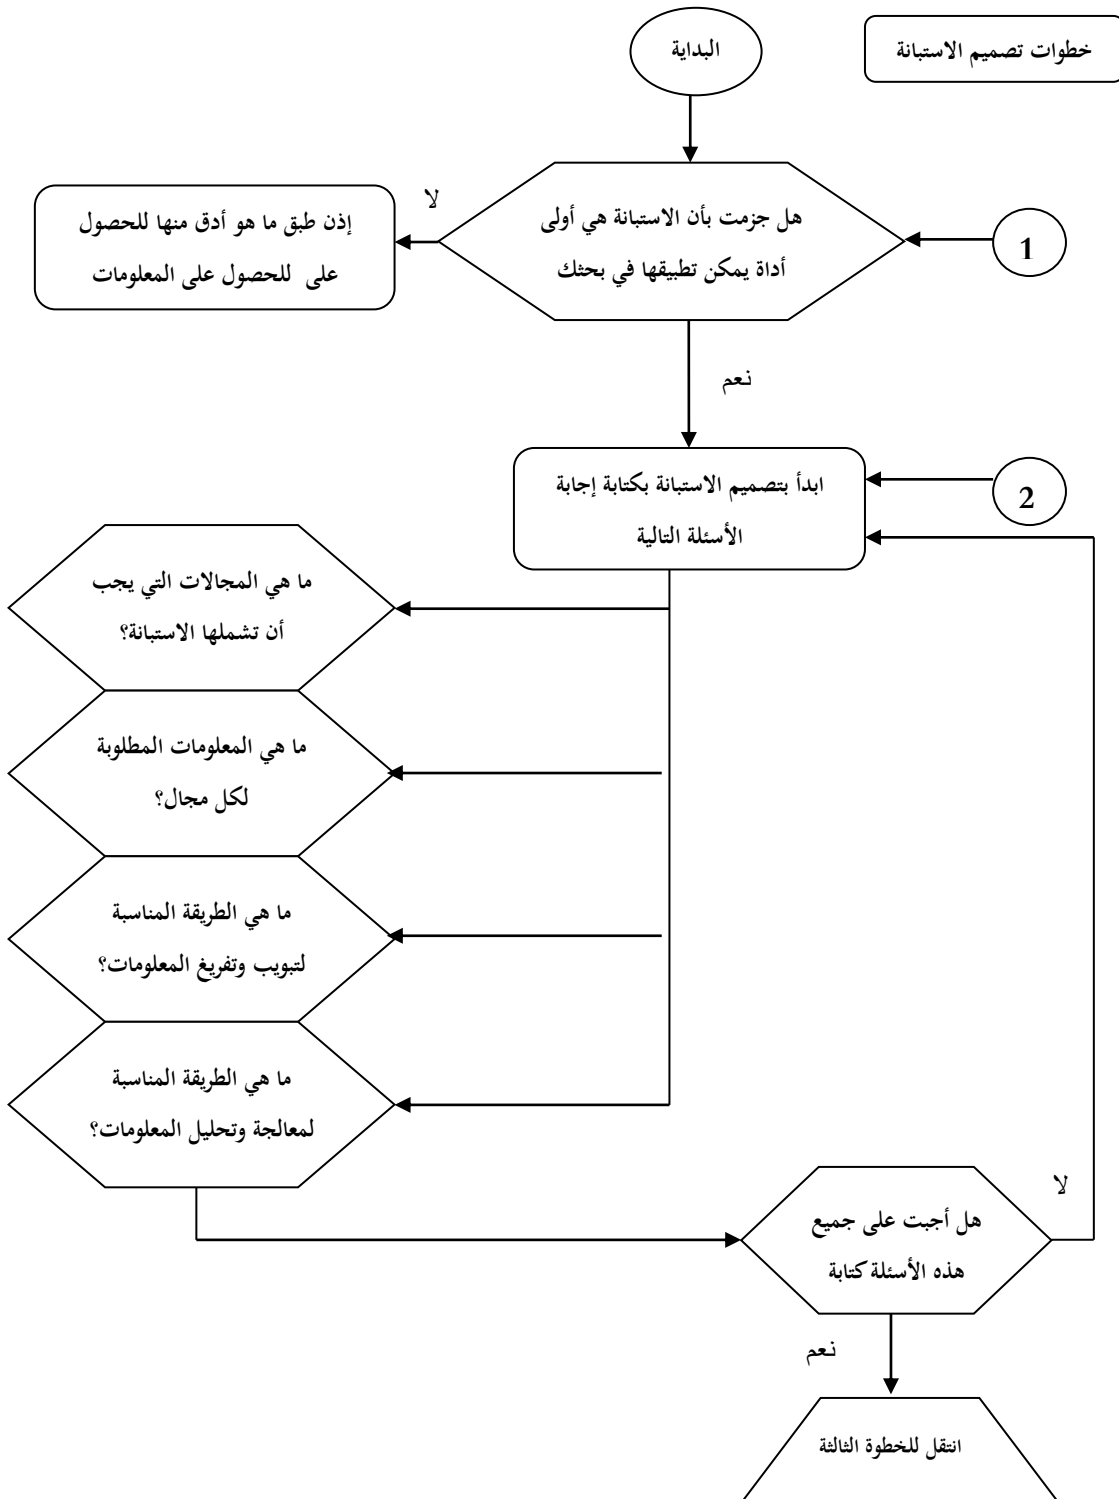 خطوات تصميم الاستبانة
البداية
هل جزمت بأن الاستبانة هي أولى
أداة يمكن تطبيقها في بحثك
1
لا
إذن طبق ما هو أدق منها للحصول
على للحصول على المعلومات
نعم
ابدأ بتصميم الاستبانة بكتابة إجابة
الأسئلة التالية
2
ما هي المجالات التي يجب
أن تشملها الاستبانة؟
ما هي المعلومات المطلوبة
لكل مجال؟
ما هي الطريقة المناسبة
لتبويب وتفريغ المعلومات؟
ما هي الطريقة المناسبة
لمعالجة وتحليل المعلومات؟
هل أجبت على جميع
هذه الأسئلة كتابة
لا
نعم
انتقل للخطوة الثالثة